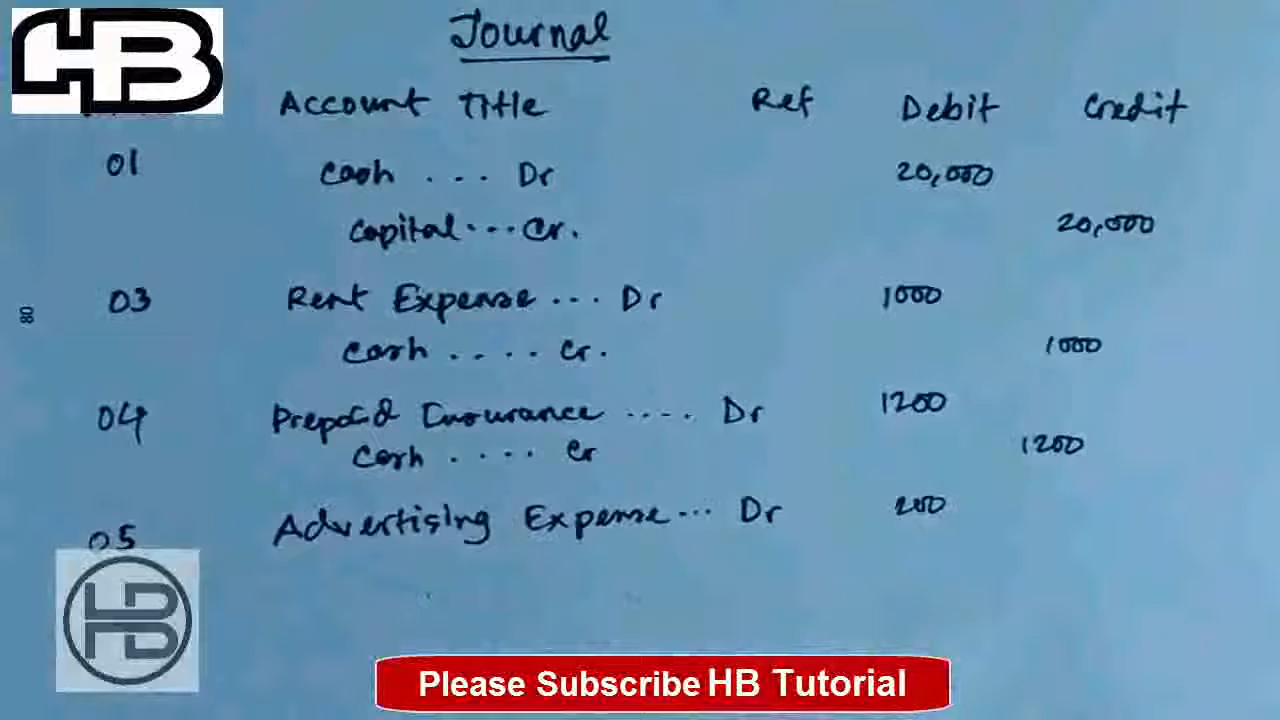 HB
Journal
Account Title Ref Debit Credit
01 Cash ... Dr 20,000
Capital ... Cr. 20,000
03 Rent Expense ... Dr 1000
Cash .... Cr. 1000
04 Prepaid Insurance .... Dr 1200
Cash .... Cr 1200
05 Advertising Expense ... Dr 200
HB
Please Subscribe HB Tutorial